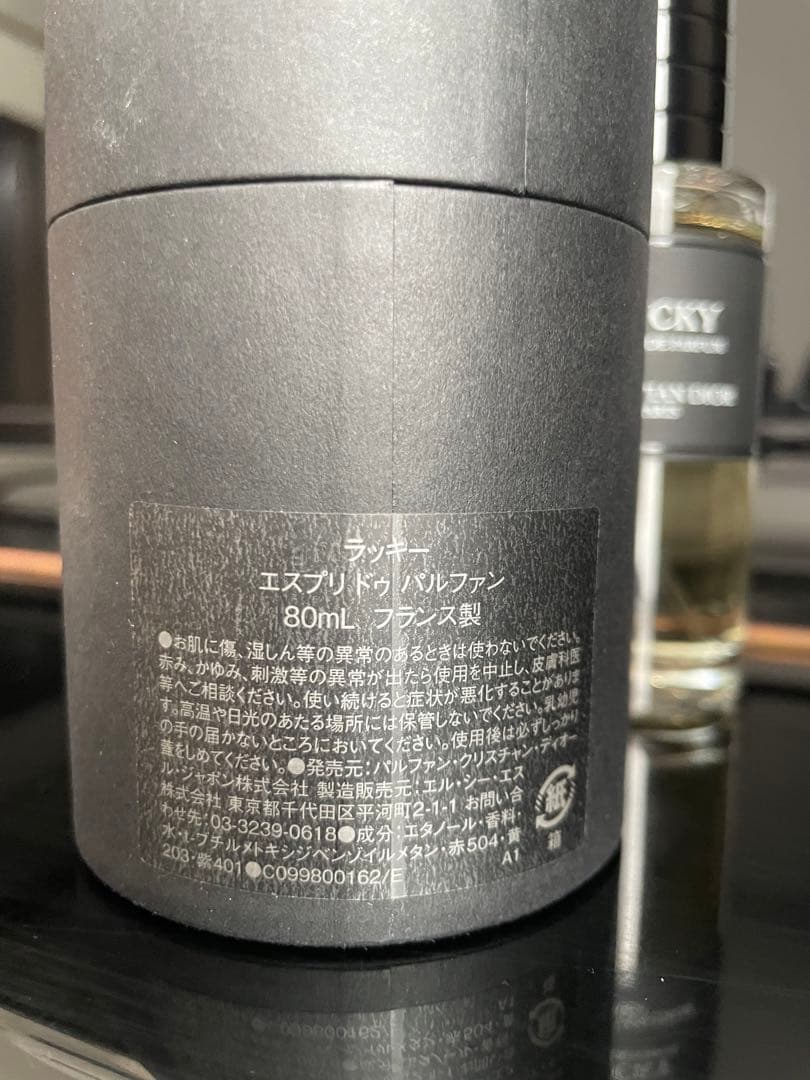 ラッキー
エスプリ ドゥ パルファン
80mL フランス製
●お肌に傷、湿しん等の異常のあるときは使わないでください。
赤み、かゆみ、刺激等の異常が出たら使用を中止し、皮膚科医
等へご相談ください。使い続けると症状が悪化することがありま
す。高温や日光のあたる場所には保管しないでください。乳幼児
の手の届かないところにおいてください。使用後は必ずしっかり
蓋をしめてください。●発売元:パルファン・クリスチャン・ディオー
ル・ジャポン株式会社 製造販売元:エル・シー・エス
株式会社 東京都千代田区平河町2-1-1 お問い合
わせ先:03-3239-0618●成分:エタノール・香料・
水・t-ブチルメトキシジベンゾイルメタン・赤504・黄
203・紫401●C099800162/E
A1
紙
箱
CKY
DE PARFUM
IAN DIOR